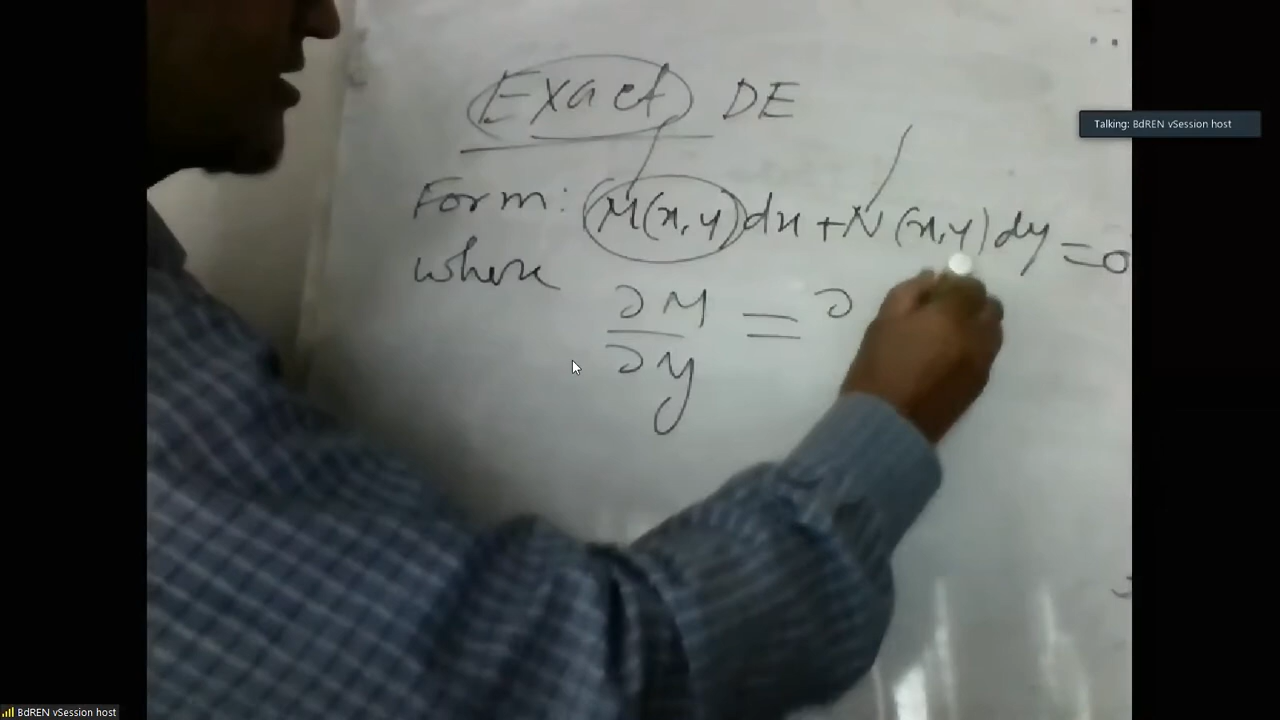 Exact DE
Talking: BdREN vSession host
Form: M(x,y)dx+N(x,y)dy=0
where
∂M/∂y = ∂
BdREN vSession host